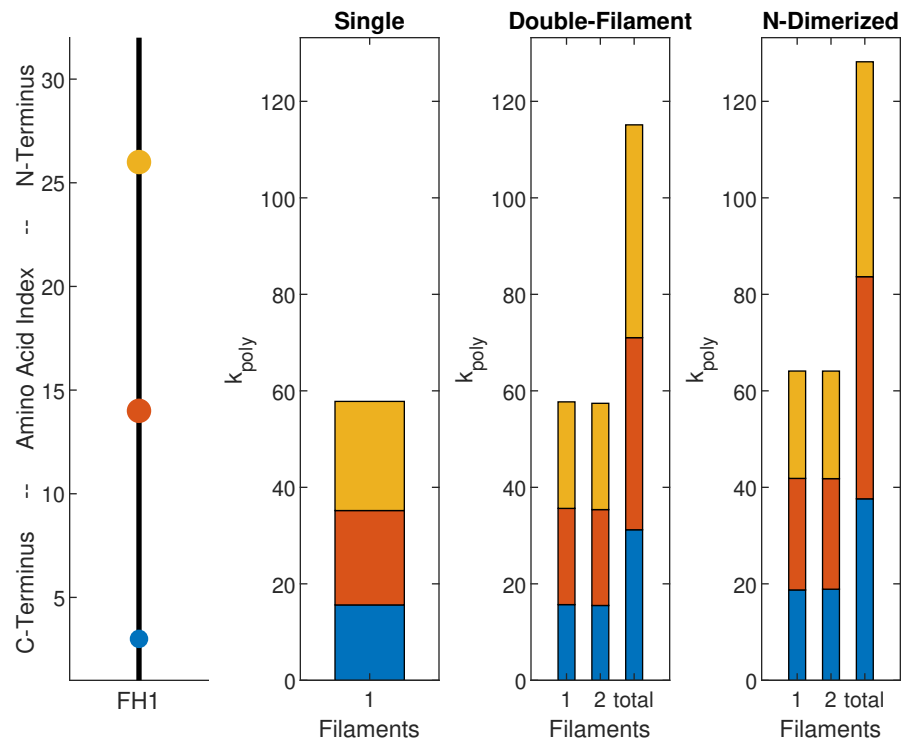 Single
Double-Filament
N-Dimerized
C-Terminus -- Amino Acid Index -- N-Terminus
30
25
20
15
10
5
FH1
k_poly
120
100
80
60
40
20
0
1
Filaments
k_poly
120
100
80
60
40
20
0
1 2 total
Filaments
k_poly
120
100
80
60
40
20
0
1 2 total
Filaments